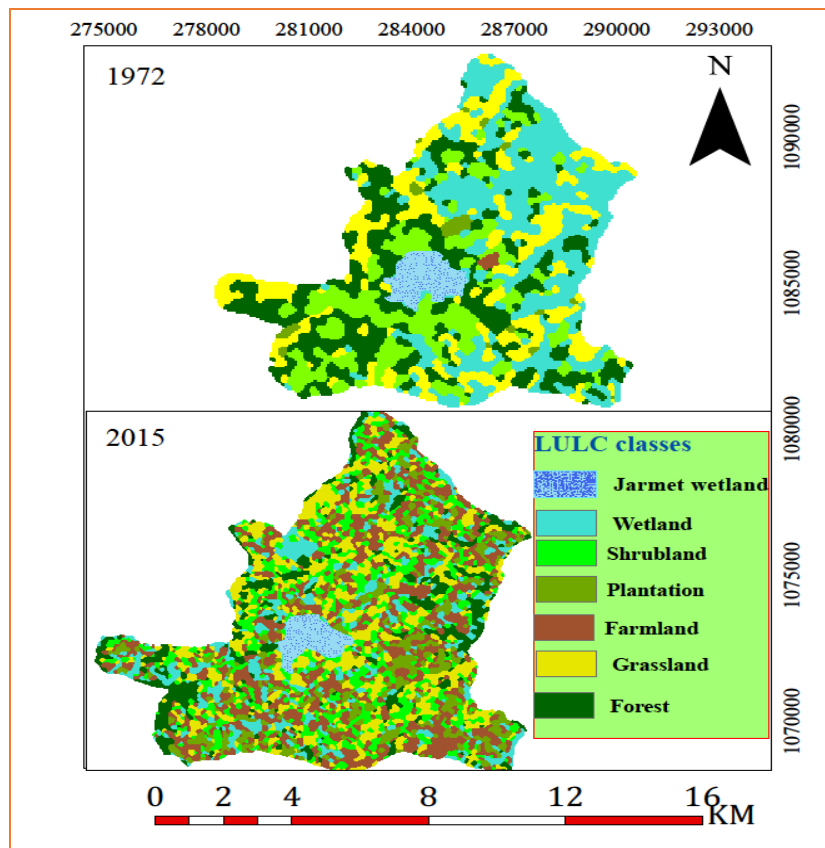 275000 278000 281000 284000 287000 290000 293000
1972
N
1090000
1085000
1080000
2015
LULC classes
Jarmet wetland
Wetland
Shrubland
Plantation
Farmland
Grassland
Forest
1075000
1070000
0 2 4 8 12 16
KM